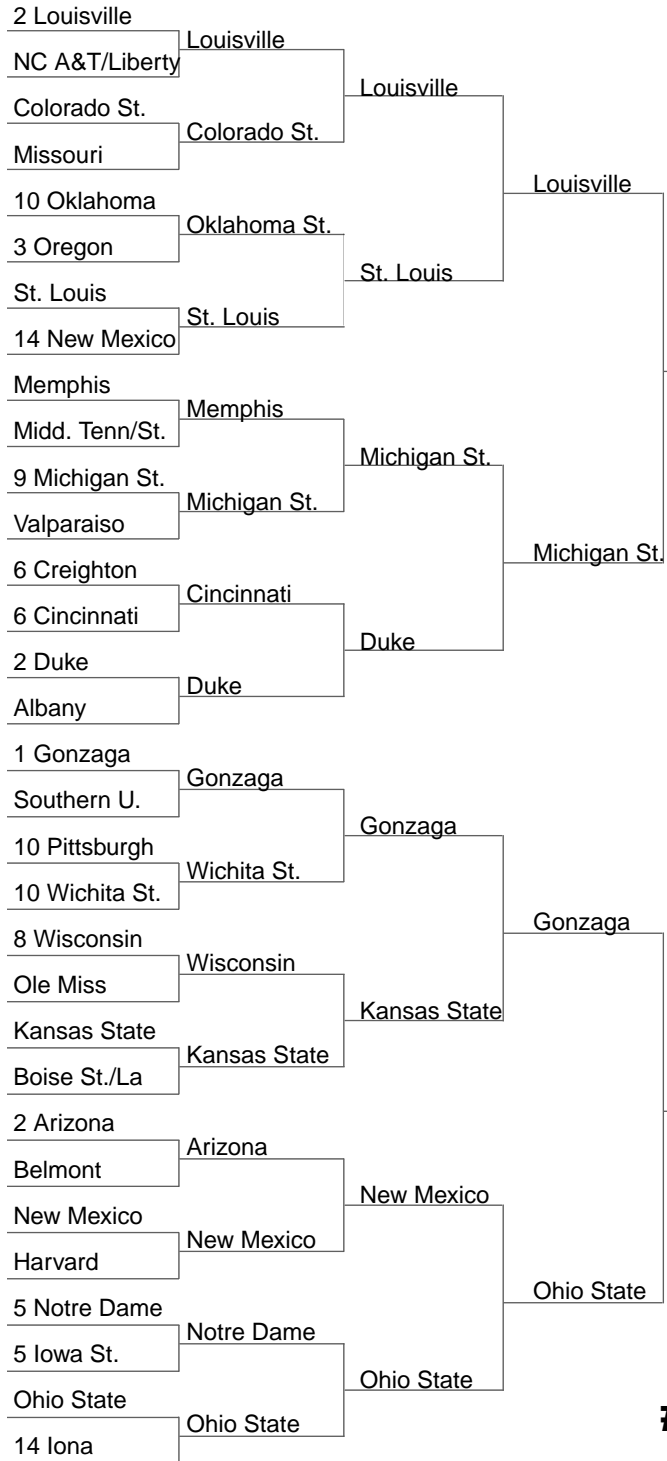 2 Louisville
Louisville
NC A&T/Liberty
Louisville
Colorado St.
Colorado St.
Missouri
Louisville
10 Oklahoma
Oklahoma St.
3 Oregon
St. Louis
St. Louis
St. Louis
14 New Mexico
Memphis
Memphis
Midd. Tenn/St.
Michigan St.
9 Michigan St.
Michigan St.
Valparaiso
Michigan St.
6 Creighton
Cincinnati
6 Cincinnati
Duke
2 Duke
Duke
Albany
1 Gonzaga
Gonzaga
Southern U.
Gonzaga
10 Pittsburgh
Wichita St.
10 Wichita St.
Gonzaga
8 Wisconsin
Wisconsin
Ole Miss
Kansas State
Kansas State
Kansas State
Boise St./La
2 Arizona
Arizona
Belmont
New Mexico
New Mexico
New Mexico
Harvard
Ohio State
5 Notre Dame
Notre Dame
5 Iowa St.
Ohio State
Ohio State
Ohio State
14 Iona